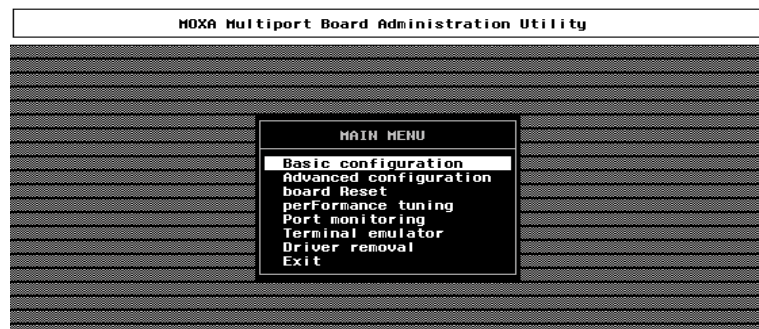 MOXA Multiport Board Administration Utility
MAIN MENU
Basic configuration
Advanced configuration
board Reset
perFormance tuning
Port monitoring
Terminal emulator
Driver removal
Exit